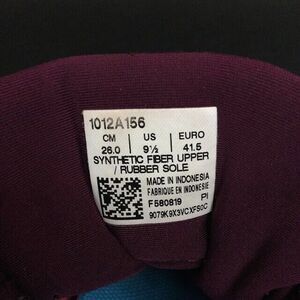 1012A156
CM US EURO
26.0 9½ 41.5
SYNTHETIC FIBER UPPER
/ RUBBER SOLE
MADE IN INDONESIA
FABRIQUE EN INDONESIE
F580819 PI
9079K9X3VCXFS0C